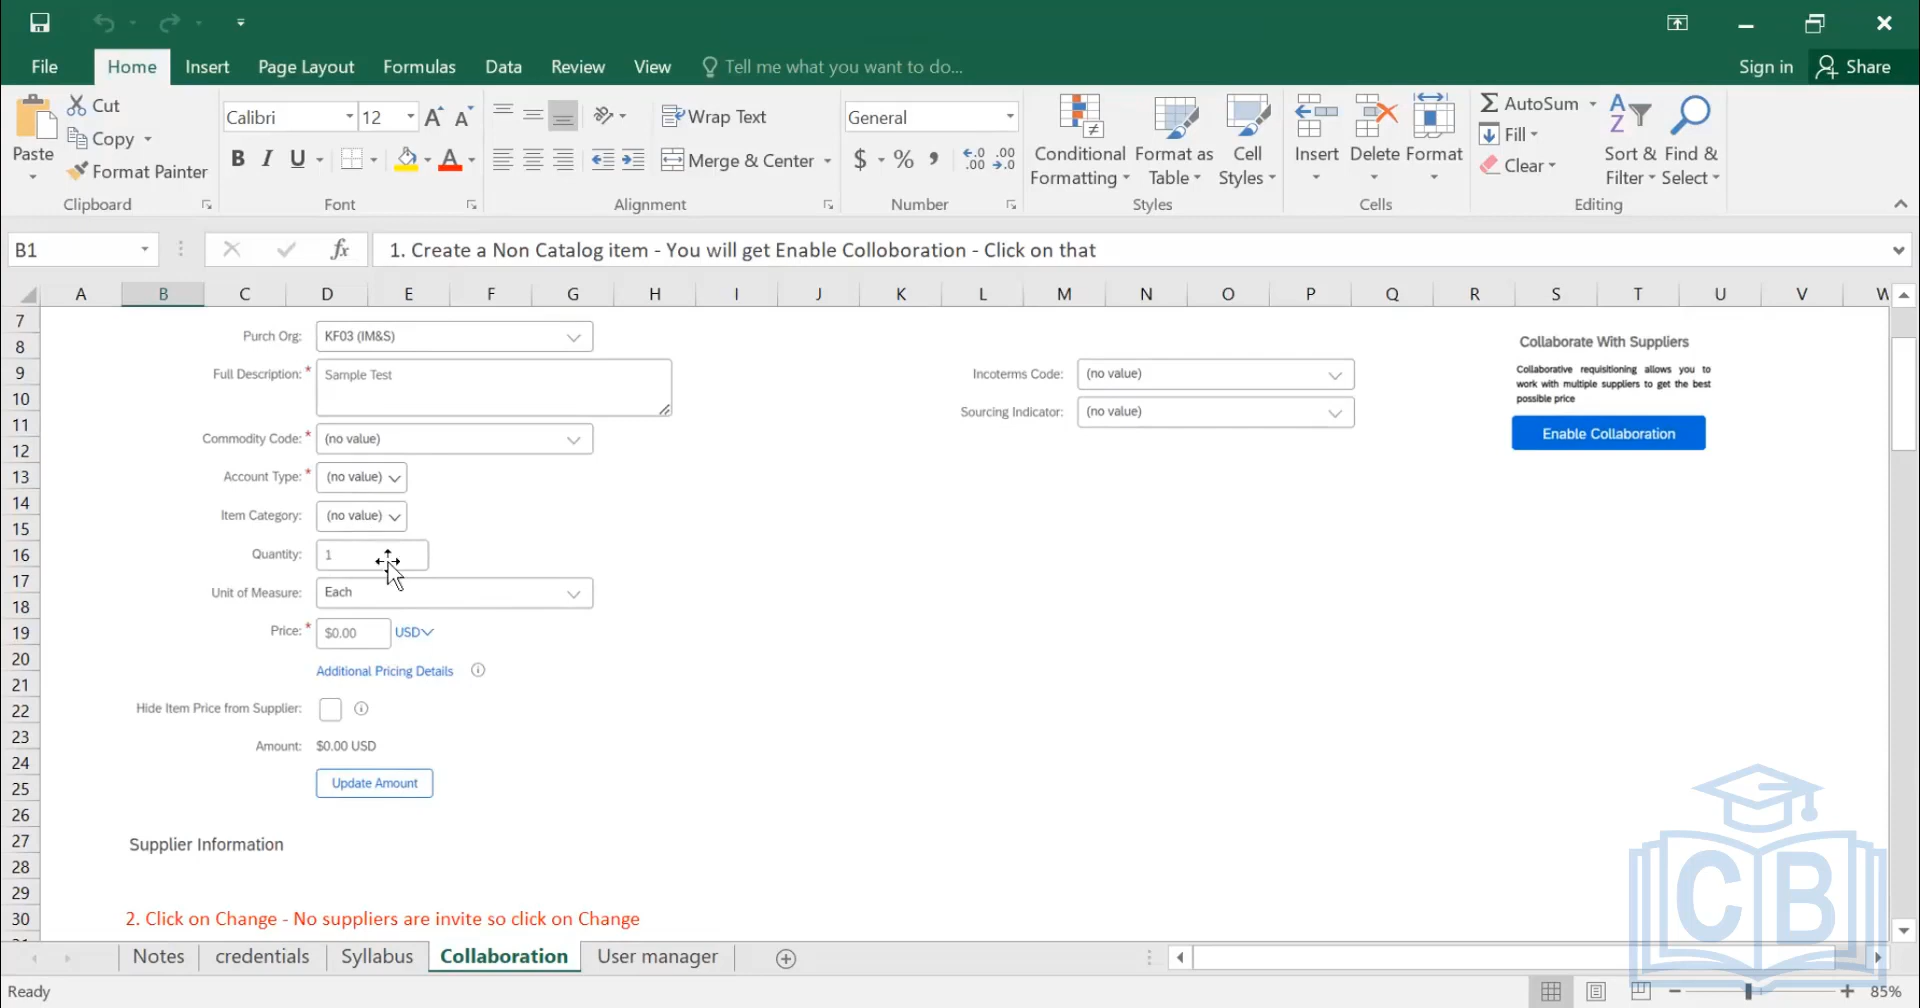 File Home Insert Page Layout Formulas Data Review View Tell me what you want to do... Sign in Share
Paste Cut Copy Format Painter
Clipboard
Calibri 12 A A
B I U A
Font
Wrap Text
Merge & Center
Alignment
General
$ % , .0 .00 .00 .0
Number
Conditional Formatting
Format as Table
Cell Styles
Styles
Insert Delete Format
Cells
AutoSum
Fill
Clear
Sort & Filter
Find & Select
Editing
B1 fx 1. Create a Non Catalog item - You will get Enable Colloboration - Click on that
A B C D E F G H I J K L M N O P Q R S T U V W
7
8
9
10
11
12
13
14
15
16
17
18
19
20
21
22
23
24
25
26
27
28
29
30
Purch Org: KF03 (IM&S)
Full Description: * Sample Test
Commodity Code: * (no value)
Account Type: * (no value)
Item Category: (no value)
Quantity: 1
Unit of Measure: Each
Price: * $0.00 USD
Additional Pricing Details
Hide Item Price from Supplier:
Amount: $0.00 USD
Update Amount
Incoterms Code: (no value)
Sourcing Indicator: (no value)
Collaborate With Suppliers
Collaborative requisitioning allows you to
work with multiple suppliers to get the best
possible price
Enable Collaboration
Supplier Information
2. Click on Change - No suppliers are invite so click on Change
CB
Notes credentials Syllabus Collaboration User manager
Ready 85%